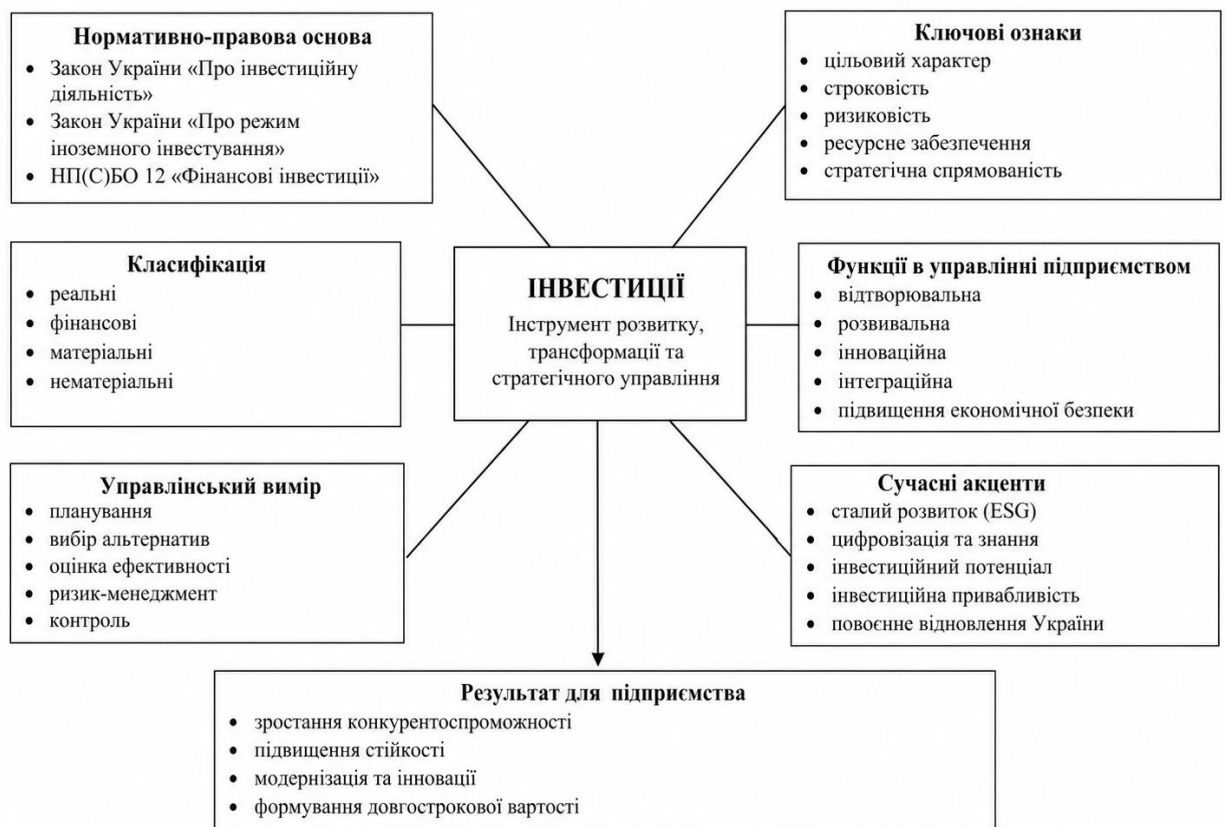 Нормативно-правова основа
• Закон України «Про інвестиційну
діяльність»
• Закон України «Про режим
іноземного інвестування»
• НП(С)БО 12 «Фінансові інвестиції»
Ключові ознаки
• цільовий характер
• строковість
• ризиковість
• ресурсне забезпечення
• стратегічна спрямованість
Класифікація
• реальні
• фінансові
• матеріальні
• нематеріальні
ІНВЕСТИЦІЇ
Інструмент розвитку,
трансформації та
стратегічного управління
Функції в управлінні підприємством
• відтворювальна
• розвивальна
• інноваційна
• інтеграційна
• підвищення економічної безпеки
Управлінський вимір
• планування
• вибір альтернатив
• оцінка ефективності
• ризик-менеджмент
• контроль
Сучасні акценти
• сталий розвиток (ESG)
• цифровізація та знання
• інвестиційний потенціал
• інвестиційна привабливість
• повоєнне відновлення України
Результат для підприємства
• зростання конкурентоспроможності
• підвищення стійкості
• модернізація та інновації
• формування довгострокової вартості